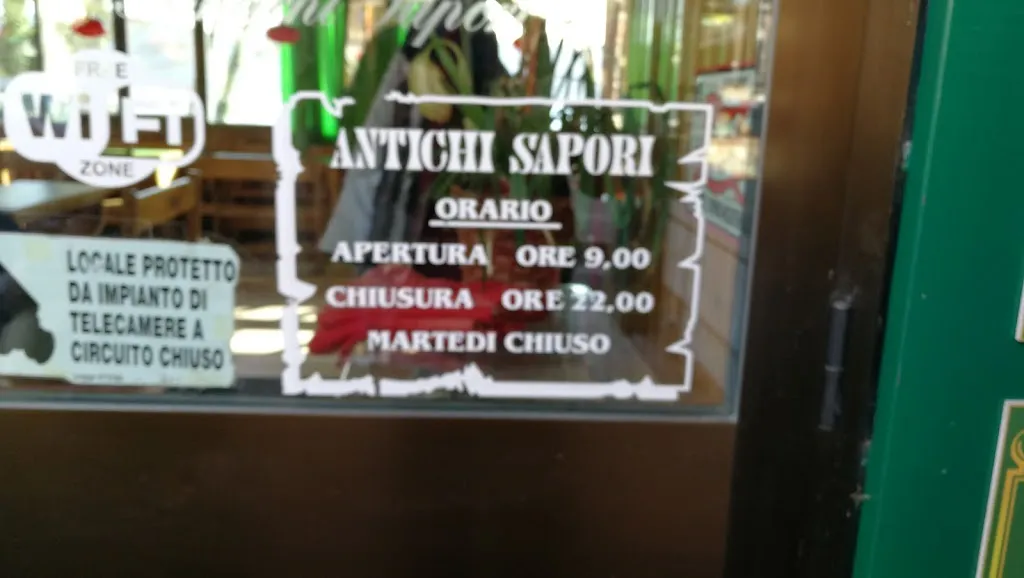 FREE
Wi Fi
ZONE
ANTICHI SAPORI
ORARIO
APERTURA ORE 9,00
CHIUSURA ORE 22,00
MARTEDI CHIUSO
LOCALE PROTETTO
DA IMPIANTO DI
TELECAMERE A
CIRCUITO CHIUSO